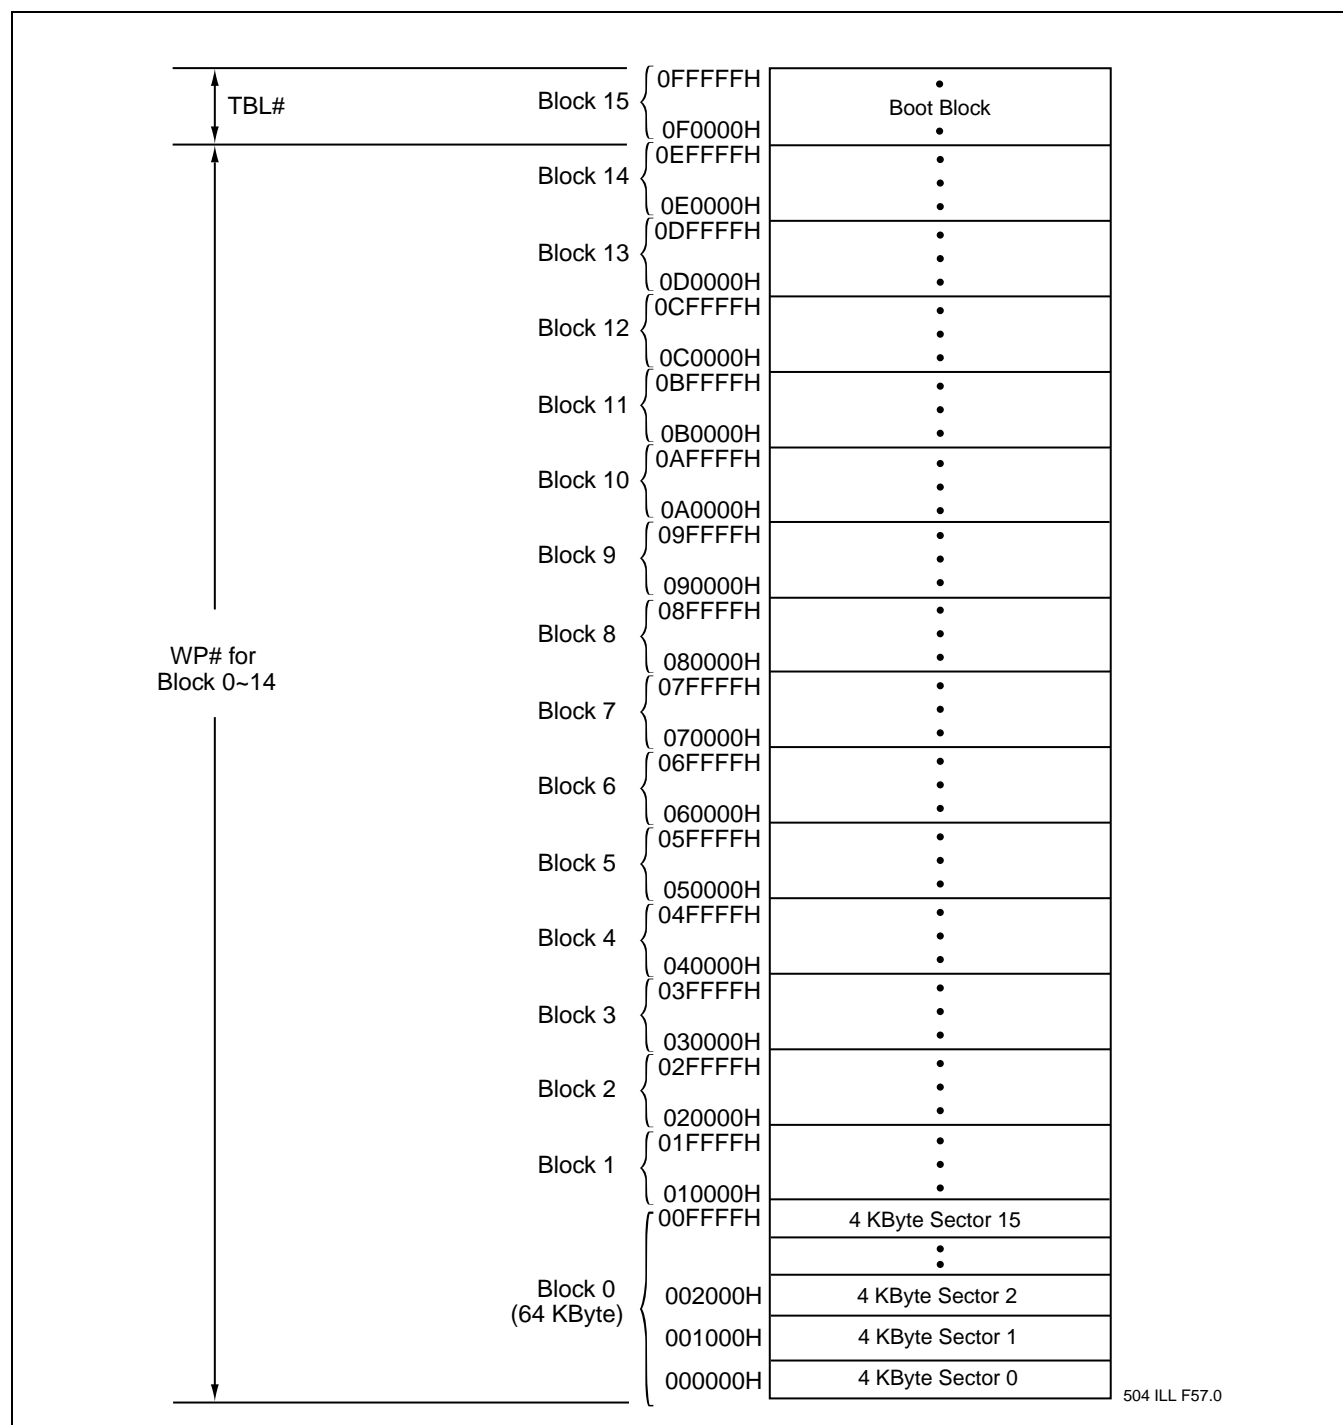 TBL#
Block 15
0FFFFFH
Boot Block
0F0000H
Block 14
0EFFFFH
0E0000H
Block 13
0DFFFFH
0D0000H
Block 12
0CFFFFH
0C0000H
Block 11
0BFFFFH
0B0000H
Block 10
0AFFFFH
0A0000H
Block 9
09FFFFH
090000H
Block 8
08FFFFH
080000H
WP# for
Block 0~14
Block 7
07FFFFH
070000H
Block 6
06FFFFH
060000H
Block 5
05FFFFH
050000H
Block 4
04FFFFH
040000H
Block 3
03FFFFH
030000H
Block 2
02FFFFH
020000H
Block 1
01FFFFH
010000H
Block 0
(64 KByte)
00FFFFH
4 KByte Sector 15
002000H
4 KByte Sector 2
001000H
4 KByte Sector 1
000000H
4 KByte Sector 0
504 ILL F57.0